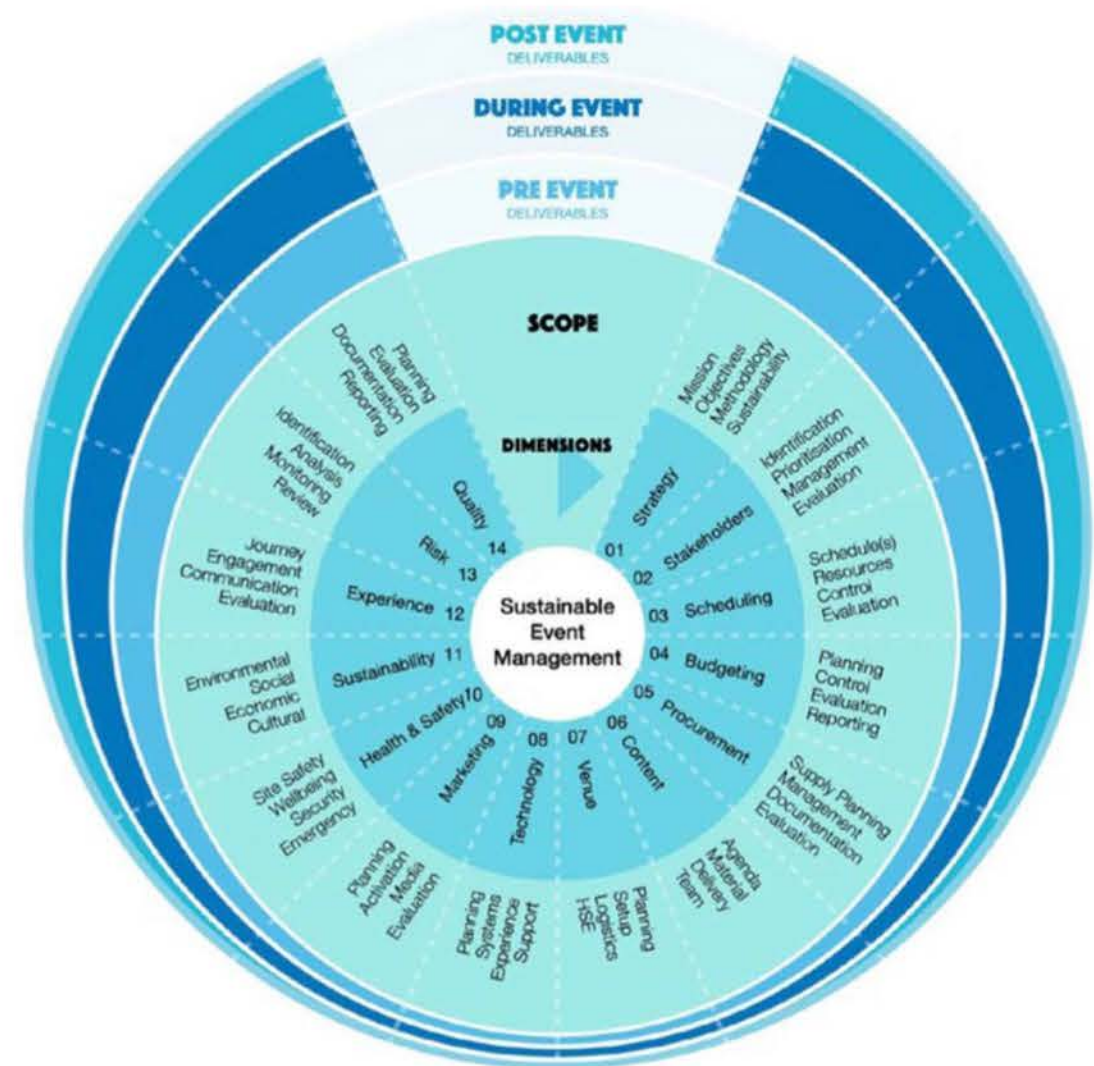 POST EVENT
DELIVERABLES
DURING EVENT
DELIVERABLES
PRE EVENT
DELIVERABLES
SCOPE
DIMENSIONS
Sustainable
Event
Management
01
Strategy
Mission
Objectives
Methodology
Sustainability
02
Stakeholders
Identification
Prioritisation
Management
Evaluation
03
Scheduling
Schedule(s)
Resources
Control
Evaluation
04
Budgeting
Planning
Control
Evaluation
Reporting
05
Procurement
Supply Planning
Management
Documentation
Evaluation
06
Content
Agenda
Material
Delivery
Team
07
Venue
Planning
Setup
Logistics
HSE
08
Technology
Planning
Systems
Experience
Support
09
Marketing
Planning
Activation
Media
Evaluation
10
Health & Safety
Site Safety
Wellbeing
Security
Emergency
11
Sustainability
Environmental
Social
Economic
Cultural
12
Experience
Journey
Engagement
Communication
Evaluation
13
Risk
Identification
Analysis
Monitoring
Review
14
Quality
Planning
Evaluation
Documentation
Reporting